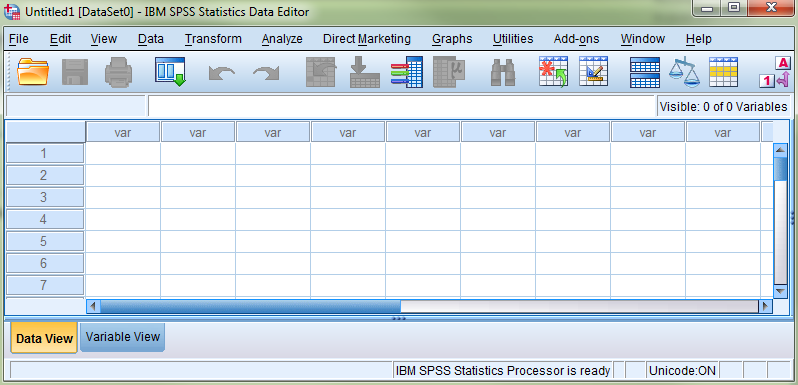 Untitled1 [DataSet0] - IBM SPSS Statistics Data Editor
File Edit View Data Transform Analyze Direct Marketing Graphs Utilities Add-ons Window Help
A
1 4
Visible: 0 of 0 Variables
var var var var var var var var var
1
2
3
4
5
6
7
Data View Variable View
IBM SPSS Statistics Processor is ready Unicode:ON